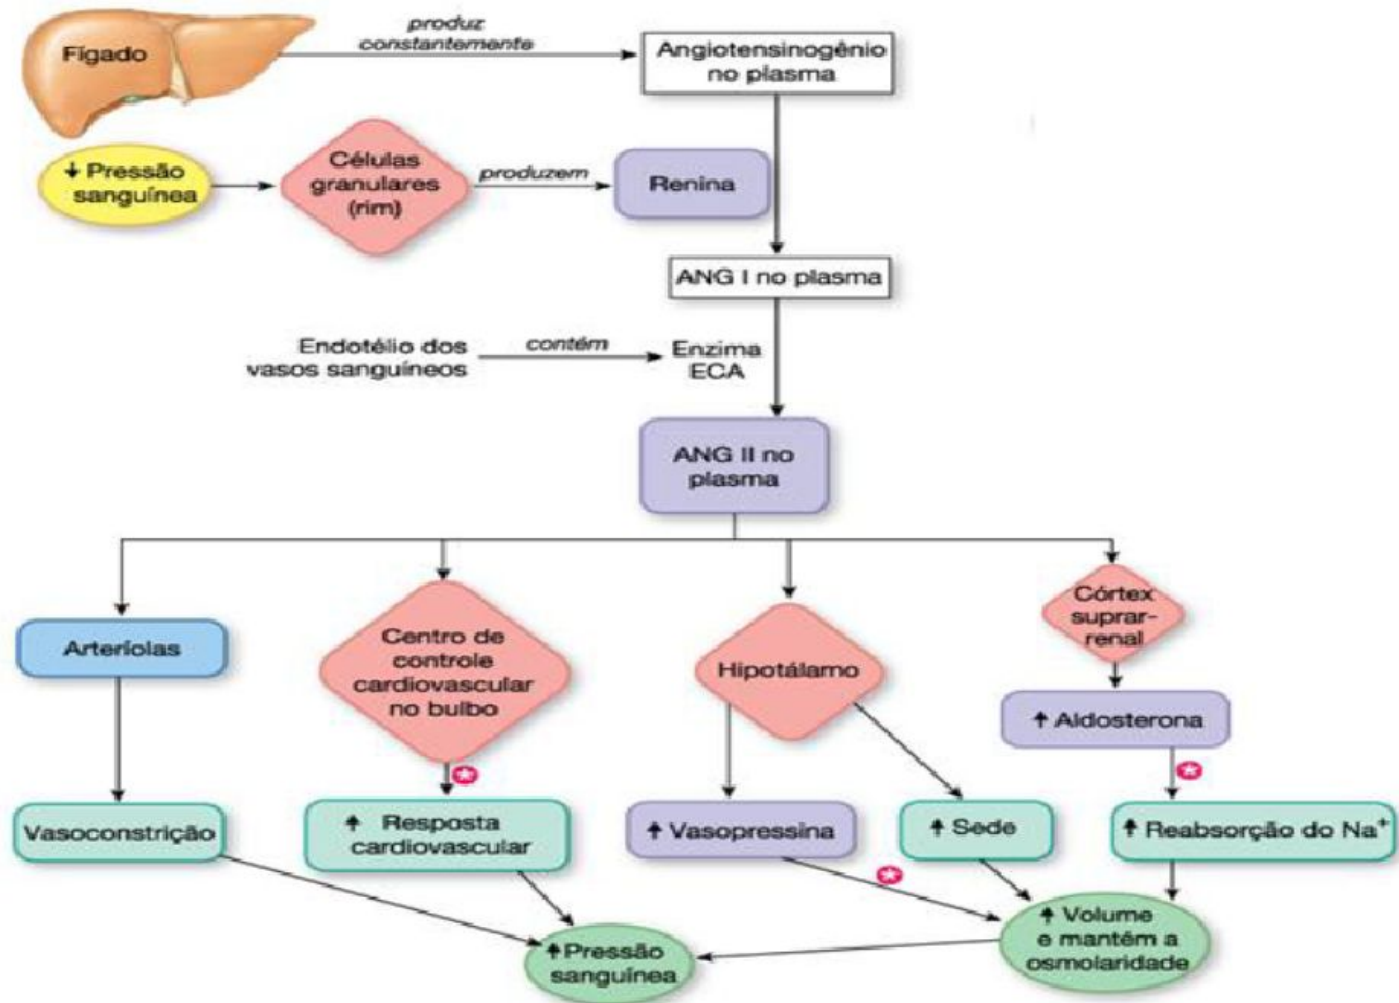 Fígado
produz
constantemente
Angiotensinogênio
no plasma
↓ Pressão
sanguínea
Células
granulares
(rim)
produzem
Renina
ANG I no plasma
Endotélio dos
vasos sanguíneos
contém
Enzima
ECA
ANG II no
plasma
Arteríolas
Centro de
controle
cardiovascular
no bulbo
Hipotálamo
Córtex
suprar-
renal
↑ Aldosterona
Vasoconstrição
↑ Resposta
cardiovascular
↑ Vasopressina
↑ Sede
↑ Reabsorção do Na⁺
↑ Pressão
sanguínea
↑ Volume
e mantém a
osmolaridade